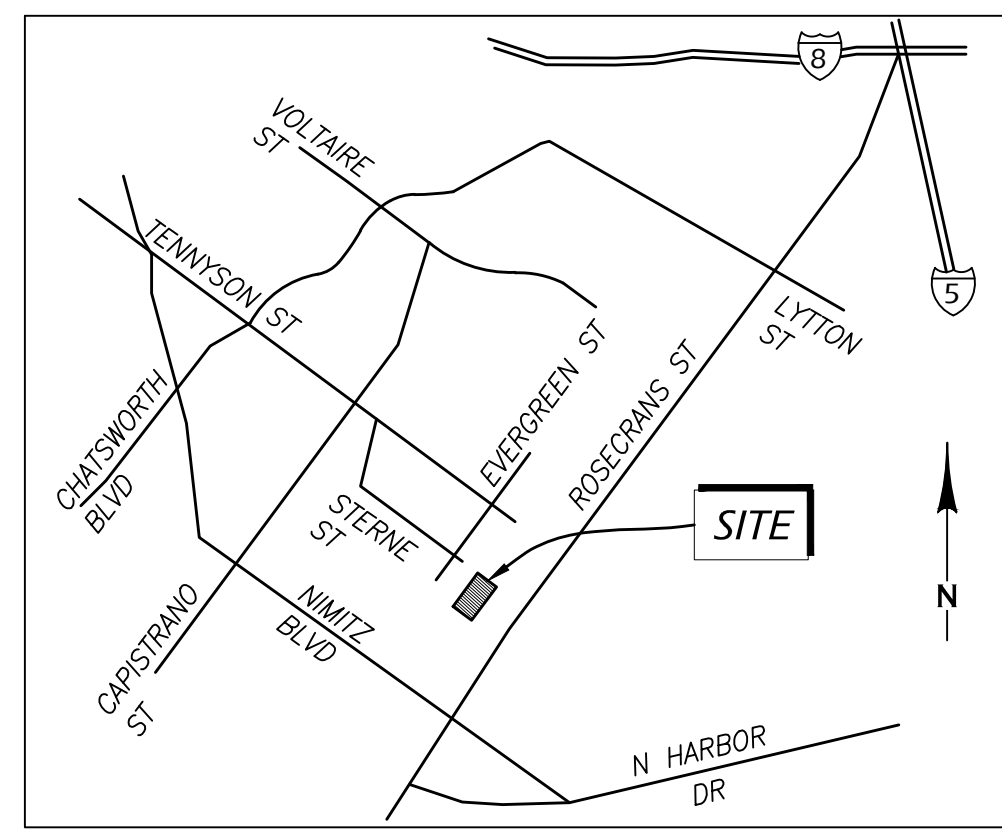 8
VOLTAIRE
ST
TENNYSON ST
5
LYTTON
ST
EVERGREEN ST
ROSECRANS ST
CHATSWORTH
BLVD
STERNE
ST
SITE
N
NIMITZ
BLVD
CAPISTRANO
ST
N HARBOR
DR